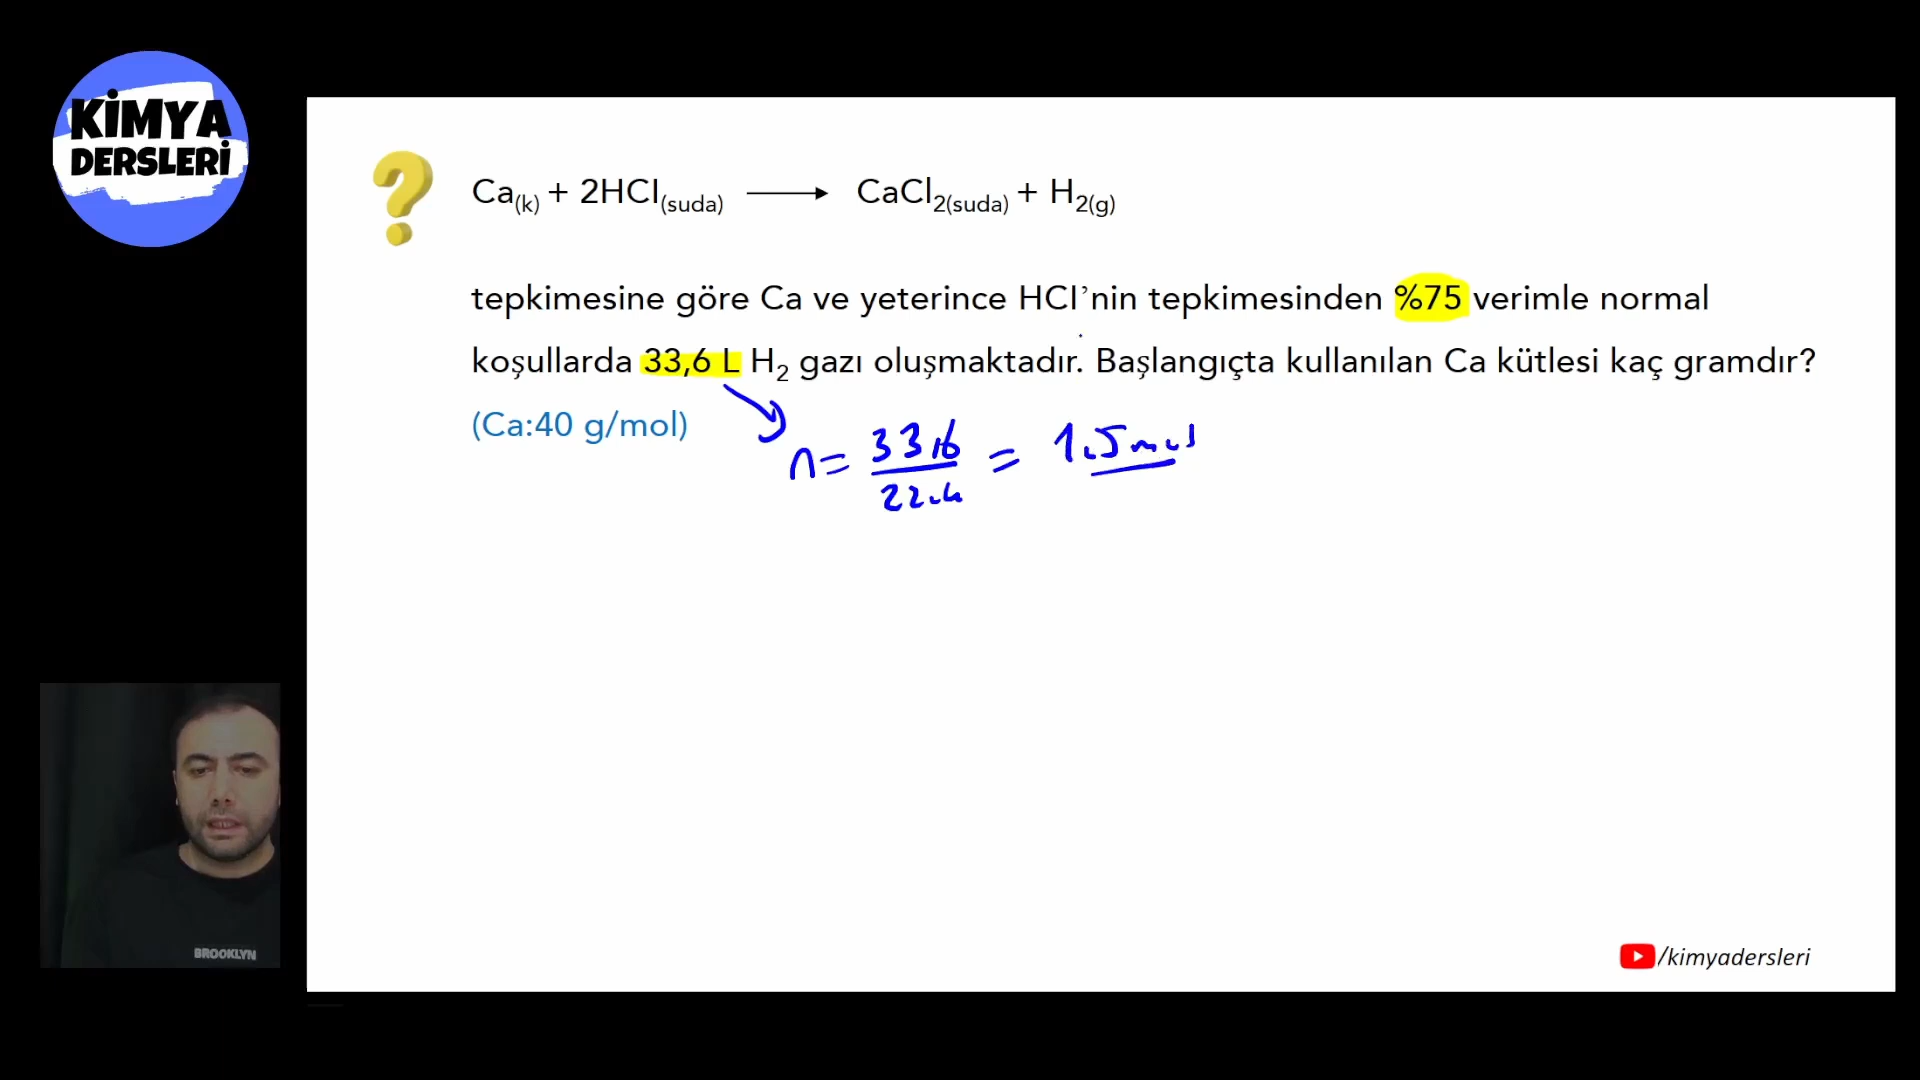 KİMYA
DERSLERİ
Ca(k) + 2HCl(suda) ⟶ CaCl₂(suda) + H₂(g)
tepkimesine göre Ca ve yeterince HCl’nin tepkimesinden %75 verimle normal
koşullarda 33,6 L H₂ gazı oluşmaktadır. Başlangıçta kullanılan Ca kütlesi kaç gramdır?
(Ca:40 g/mol)
n = 33,6 / 22,4 = 1,5 mol
BROOKLYN
/kimyadersleri